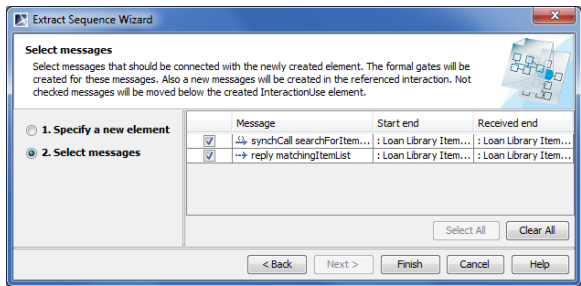 Extract Sequence Wizard
Select messages
Select messages that should be connected with the newly created element. The formal gates will be
created for these messages. Also a new messages will be created in the referenced interaction. Not
checked messages will be moved below the created InteractionUse element.
1. Specify a new element
2. Select messages
Message Start end Received end
synchCall searchForItem... : Loan Library Item... : Loan Library Item...
reply matchingItemList : Loan Library Item... : Loan Library Item...
Select All Clear All
< Back Next > Finish Cancel Help